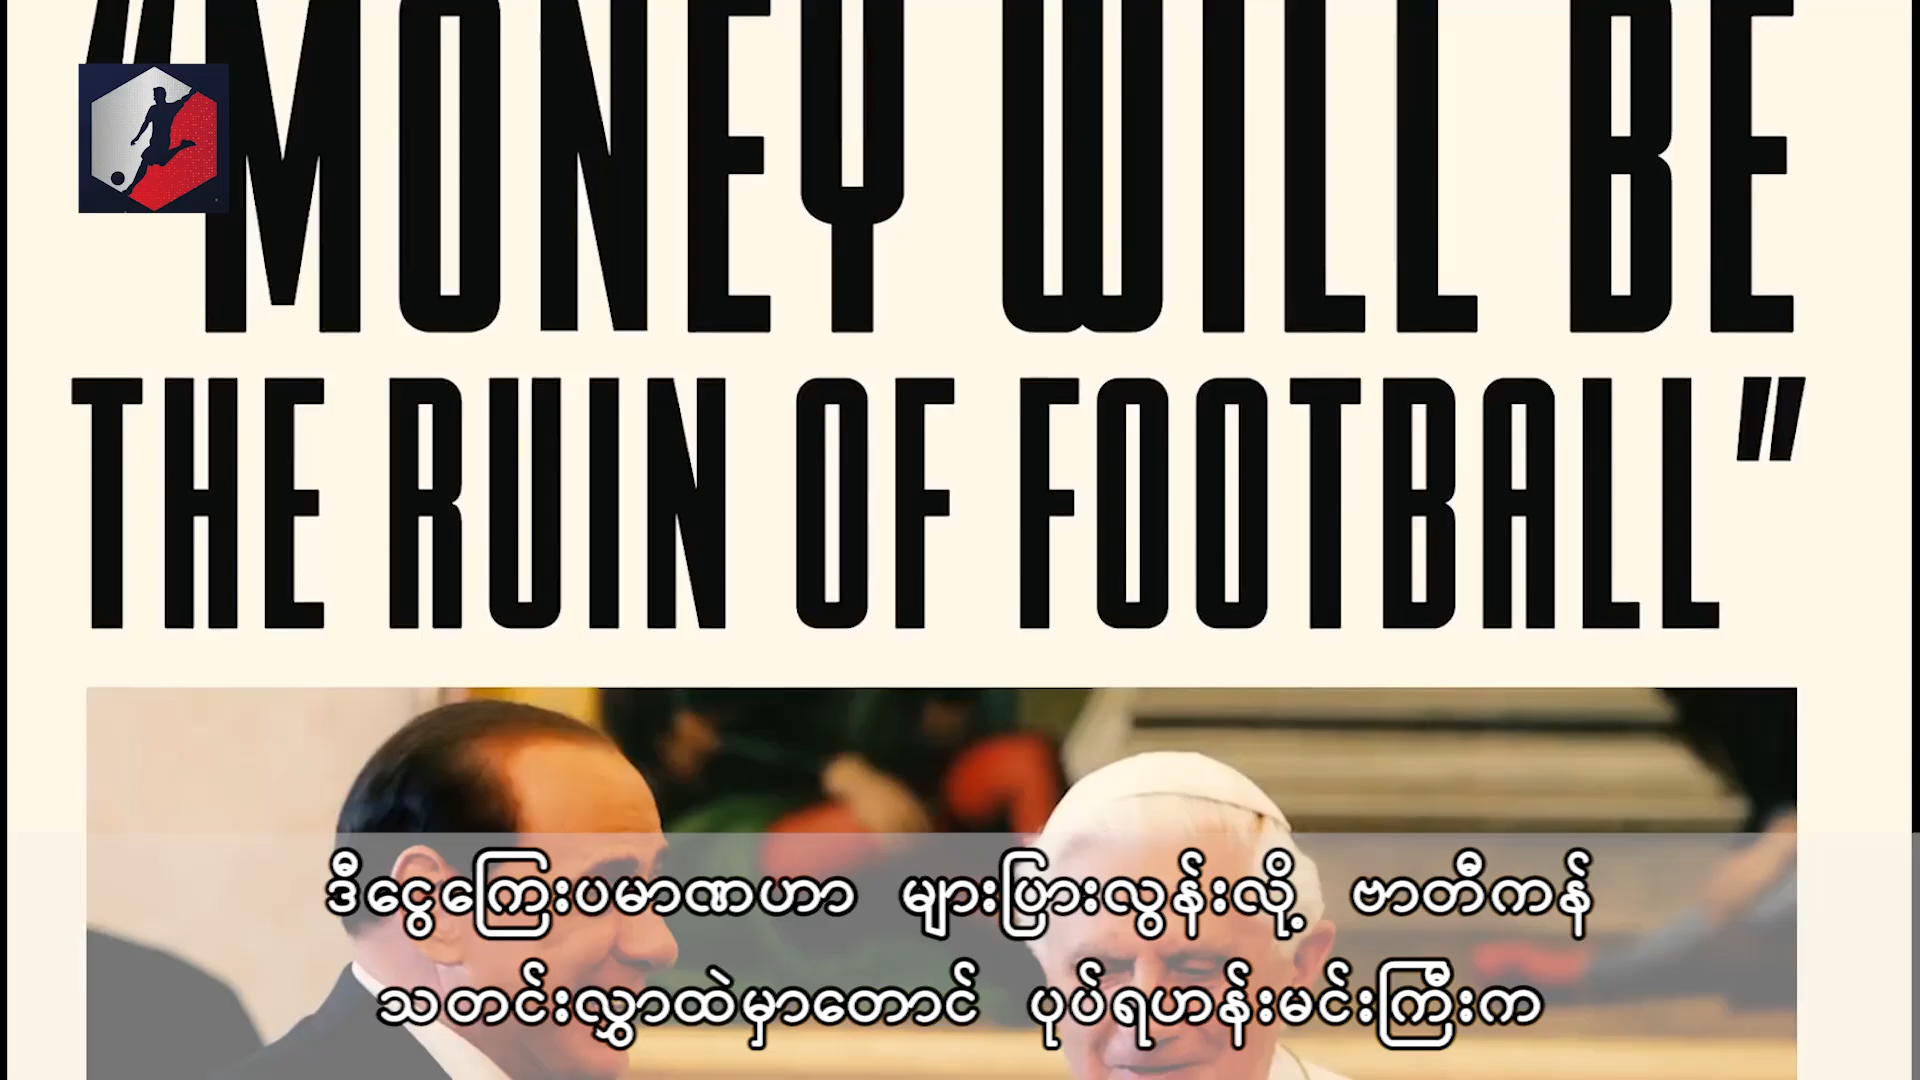 "MONEY WILL BE
THE RUIN OF FOOTBALL"
ဒီငွေကြေးပမာဏဟာ များပြားလွန်းလို့ ဗာတီကန်
သတင်းလွှာထဲမှာတောင် ပုပ်ရဟန်းမင်းကြီးက